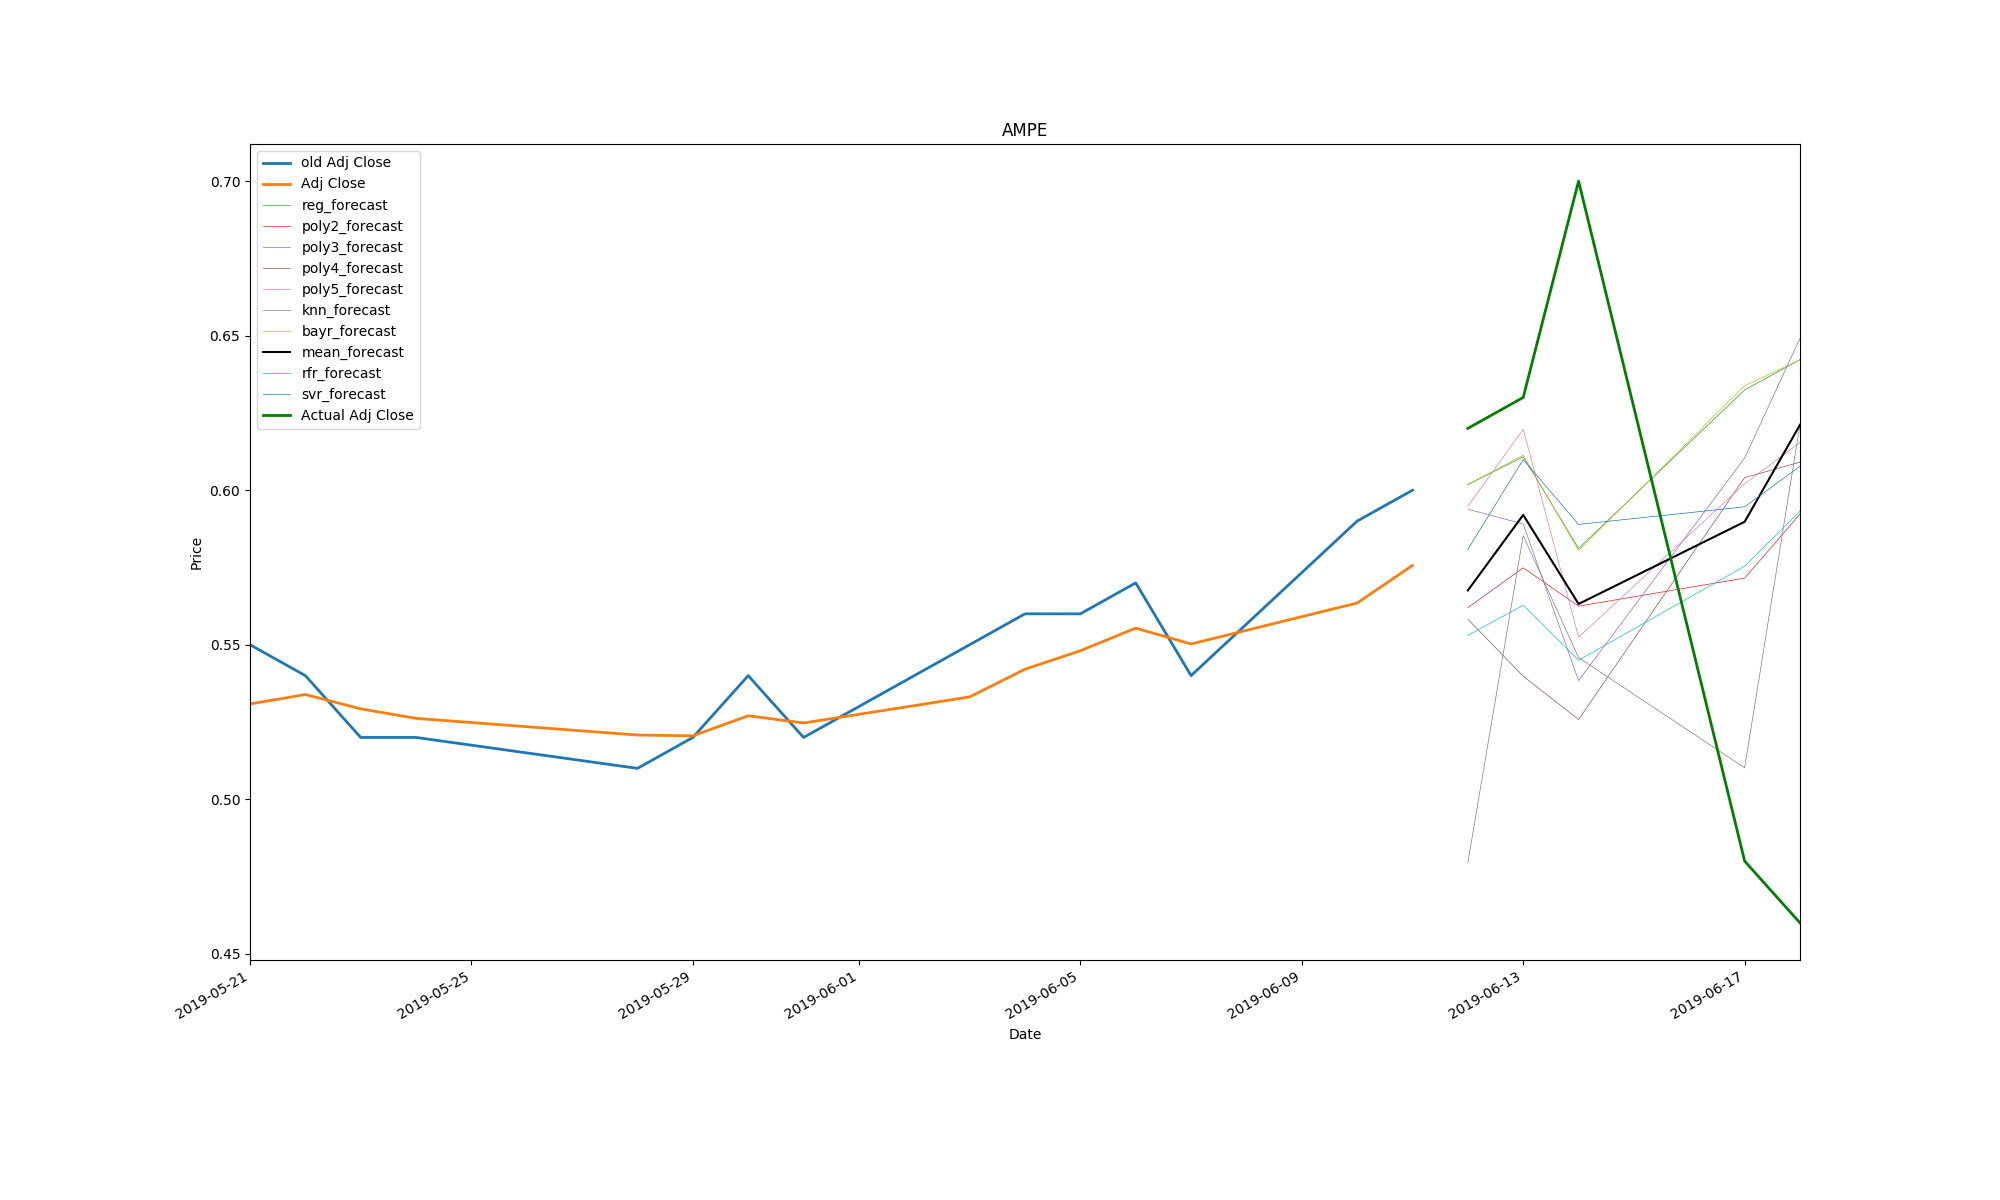 AMPE
old Adj Close
Adj Close
reg_forecast
poly2_forecast
poly3_forecast
poly4_forecast
poly5_forecast
knn_forecast
bayr_forecast
mean_forecast
rfr_forecast
svr_forecast
Actual Adj Close
0.70
0.65
0.60
0.55
0.50
0.45
Price
2019-05-21
2019-05-25
2019-05-29
2019-06-01
2019-06-05
2019-06-09
2019-06-13
2019-06-17
Date